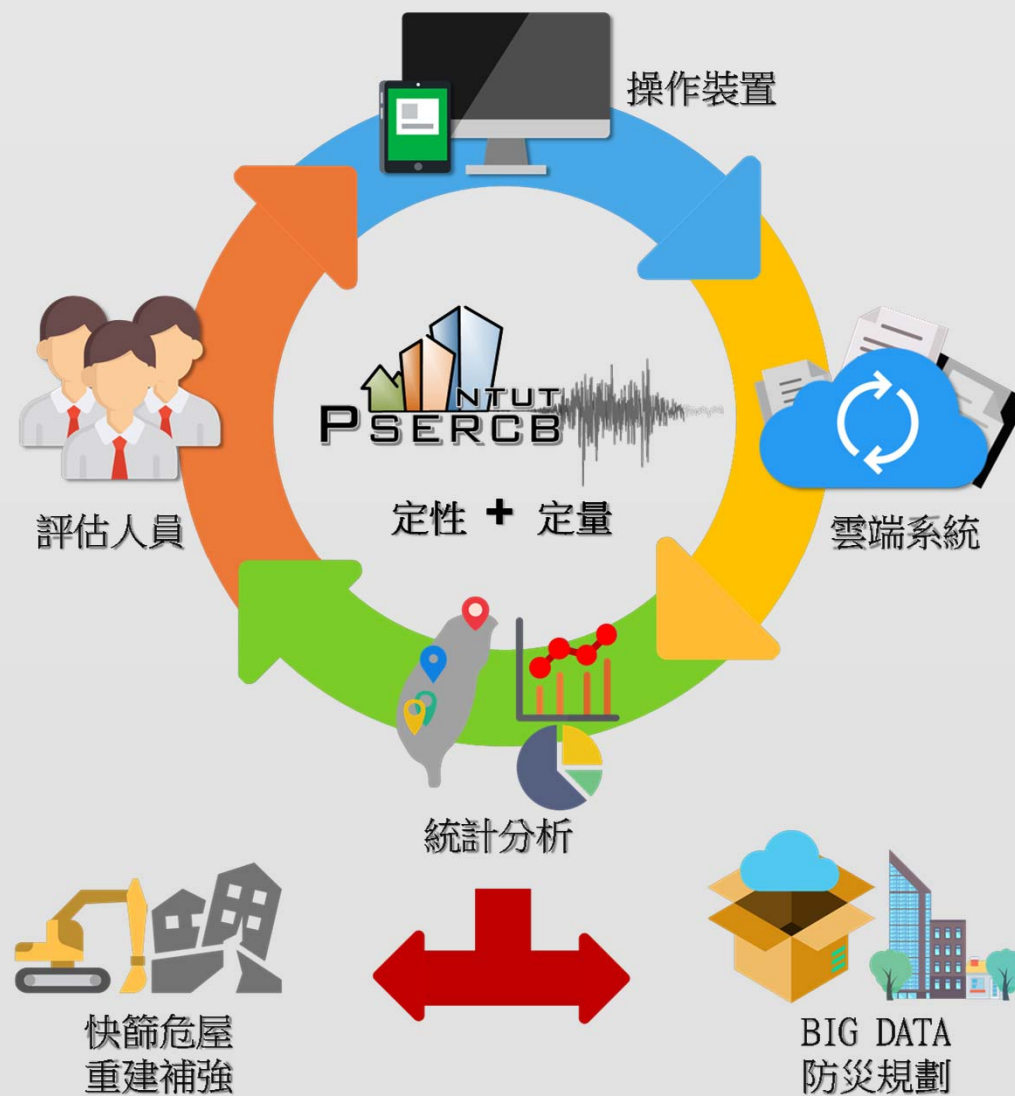 操作裝置
NTUT
PSERCB
定性 + 定量
評估人員
雲端系統
統計分析
快篩危屋
重建補強
BIG DATA
防災規劃